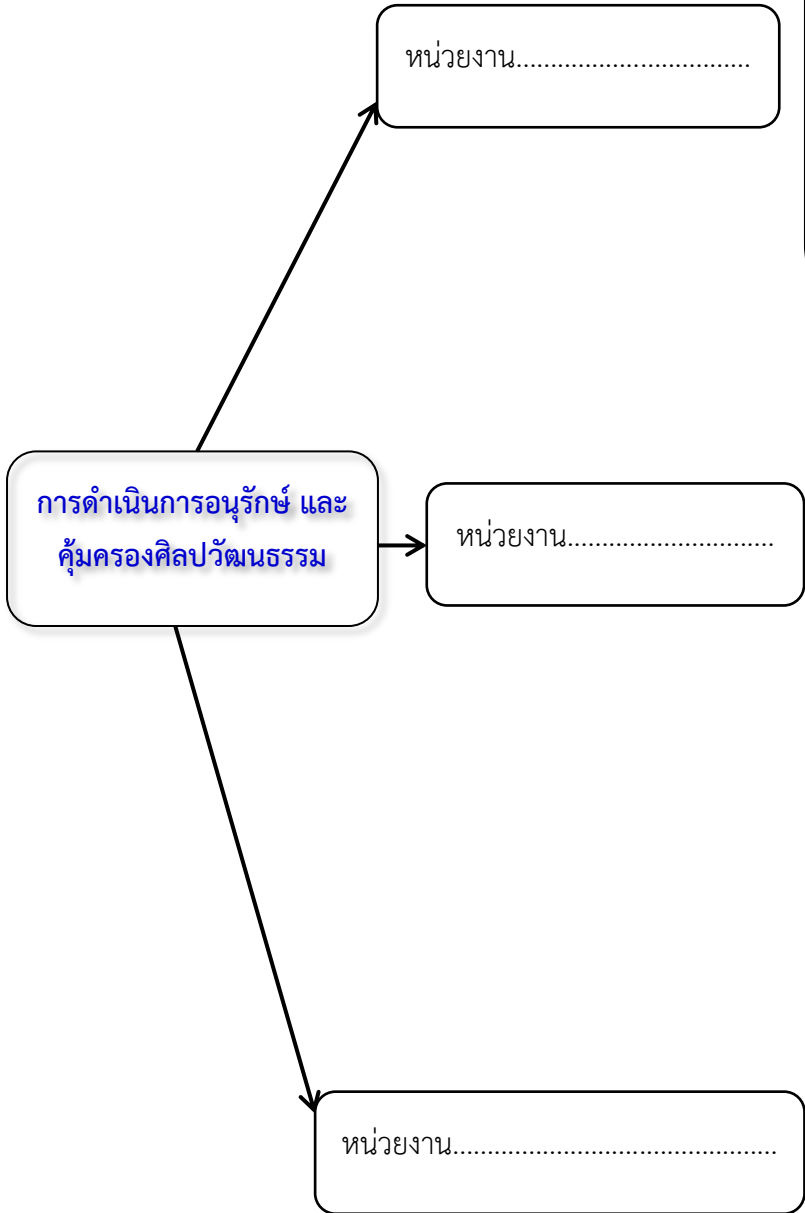 หน่วยงาน..................................
การดำเนินการอนุรักษ์ และ
คุ้มครองศิลปวัฒนธรรม
หน่วยงาน..............................
หน่วยงาน...............................................